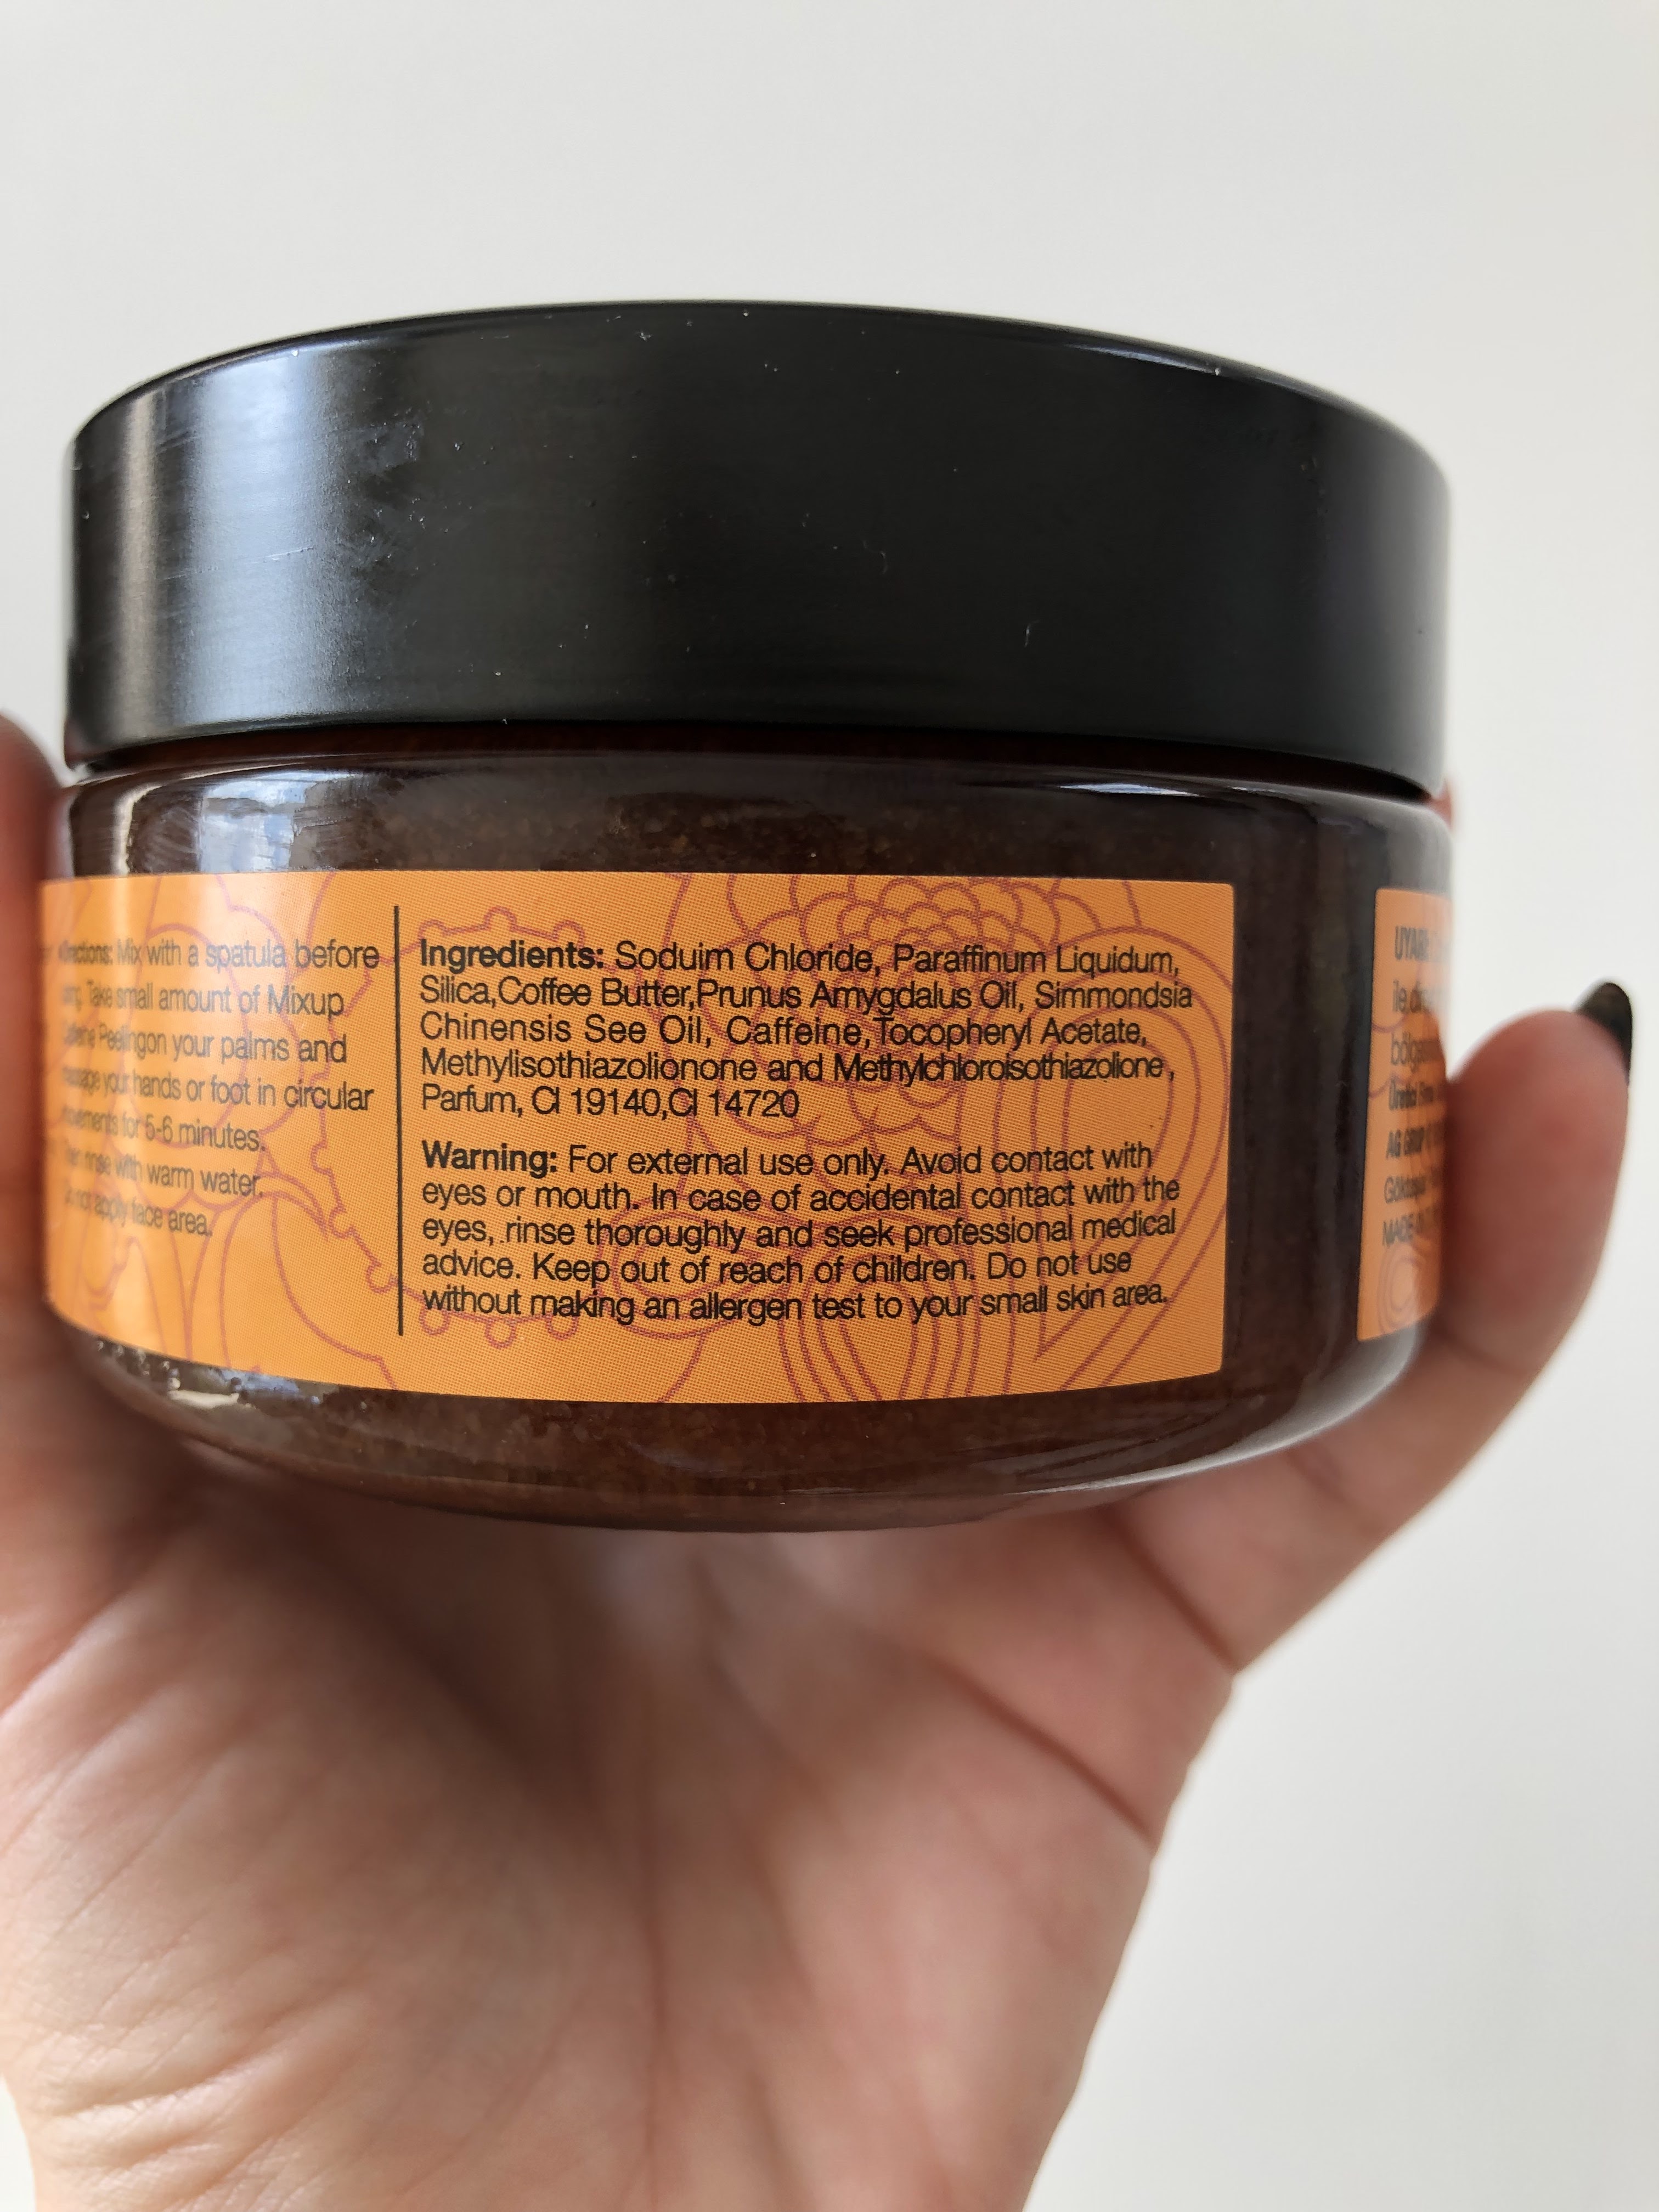 Directions: Mix with a spatula before
Take small amount of Mixup
Peelingon your palms and
your hands or foot in circular
for 5-6 minutes.
rinse with warm water.
not apply face area.
Ingredients: Soduim Chloride, Paraffinum Liquidum,
Silica,Coffee Butter,Prunus Amygdalus Oil, Simmondsia
Chinensis See Oil, Caffeine,Tocopheryl Acetate,
Methylisothiazolionone and Methylchloroisothiazolione,
Parfum, CI 19140,CI 14720
Warning: For external use only. Avoid contact with
eyes or mouth. In case of accidental contact with the
eyes, rinse thoroughly and seek professional medical
advice. Keep out of reach of children. Do not use
without making an allergen test to your small skin area.
AG